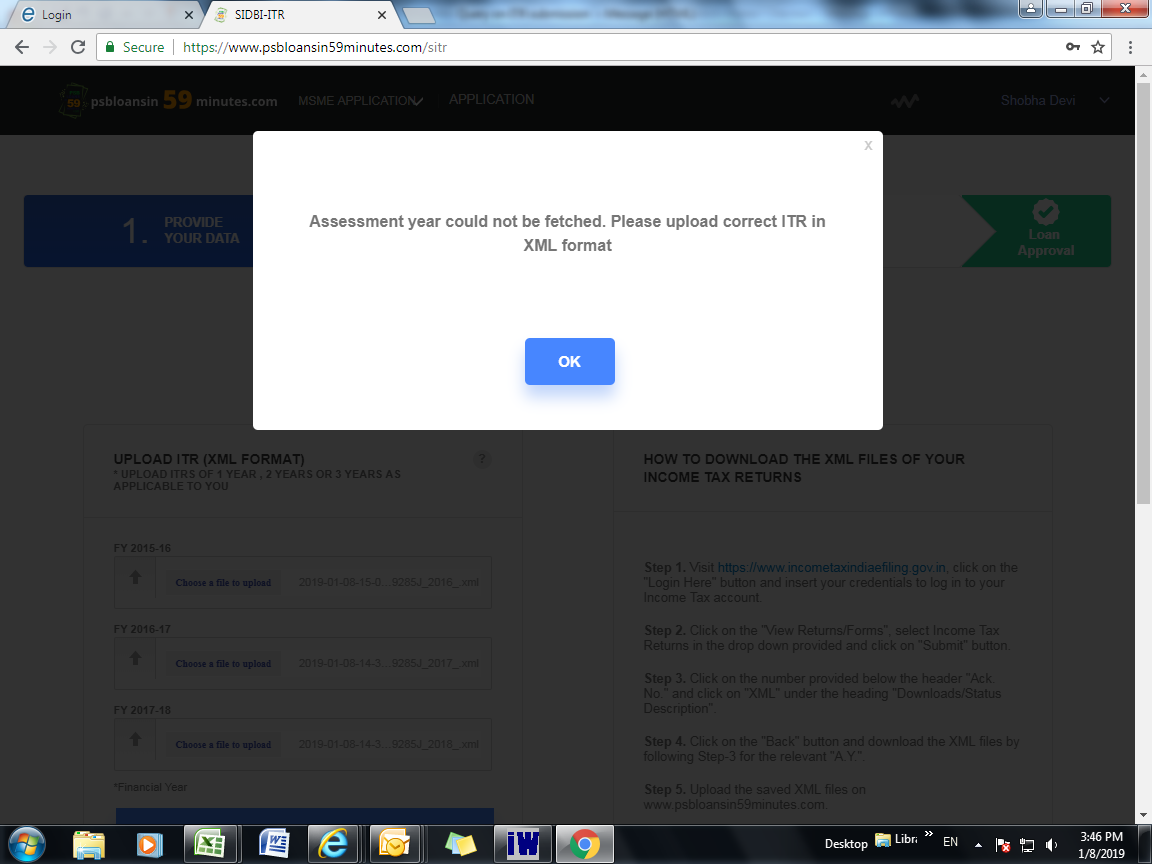 Login
SIDBI-ITR
Secure
https://www.psbloansin59minutes.com/sitr
psbloansin 59 minutes.com
MSME APPLICATION
APPLICATION
Shobha Devi
X
1. PROVIDE
YOUR DATA
Assessment year could not be fetched. Please upload correct ITR in
XML format
OK
Loan
Approval
UPLOAD ITR (XML FORMAT)
?
* UPLOAD ITRS OF 1 YEAR , 2 YEARS OR 3 YEARS AS
APPLICABLE TO YOU
FY 2015-16
Choose a file to upload 2019-01-08-15-0...9265J_2016_.xml
FY 2016-17
Choose a file to upload 2019-01-08-14-3...9265J_2017_.xml
FY 2017-18
Choose a file to upload 2019-01-08-14-3...9265J_2018_.xml
*Financial Year
HOW TO DOWNLOAD THE XML FILES OF YOUR
INCOME TAX RETURNS
Step 1. Visit https://www.incometaxindiaefiling.gov.in, click on the
"Login Here" button and insert your credentials to log in to your
Income Tax account.
Step 2. Click on the "View Returns/Forms", select Income Tax
Returns in the drop down provided and click on "Submit" button.
Step 3. Click on the number provided below the header "Ack.
No." and click on "XML" under the heading "Downloads/Status
Description".
Step 4. Click on the "Back" button and download the XML files by
following Step-3 for the relevant "A.Y.".
Step 5. Upload the saved XML files on
www.psbloansin59minutes.com.
iW
Desktop
Libra
»
EN
3:46 PM
1/8/2019